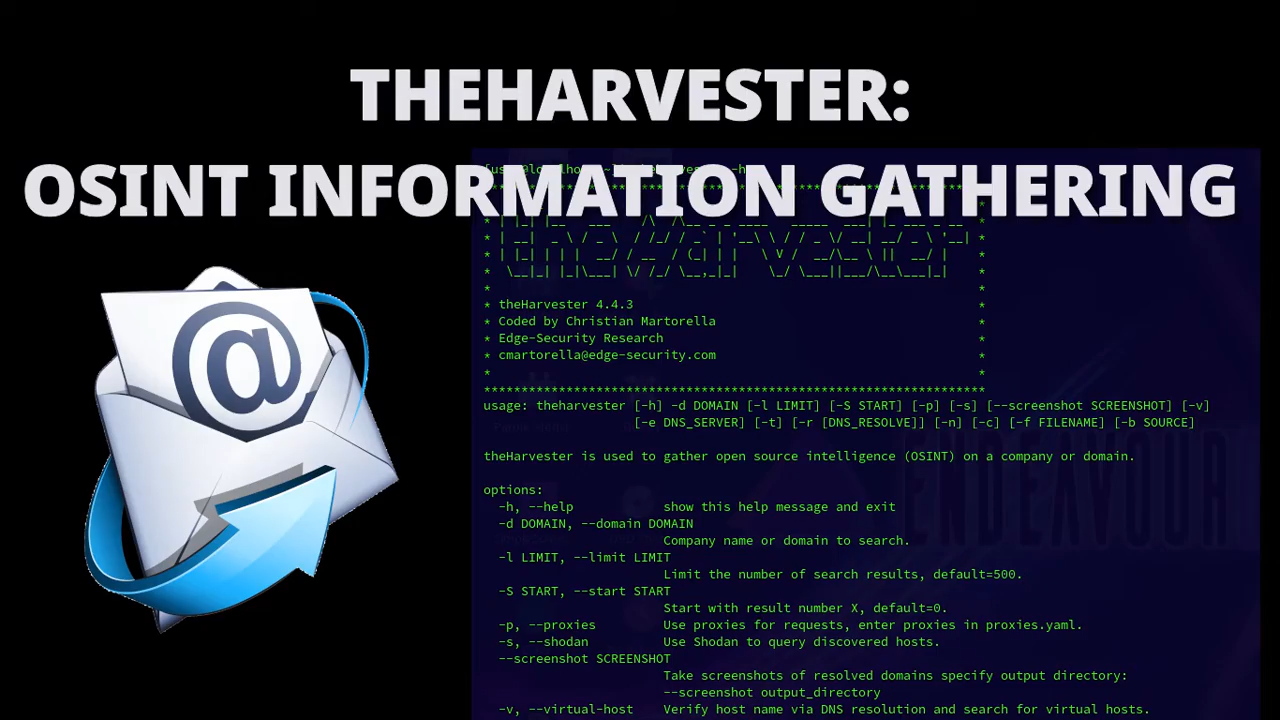 THEHARVESTER:
OSINT INFORMATION GATHERING
* theHarvester 4.4.3 *
* Coded by Christian Martorella *
* Edge-Security Research *
* cmartorella@edge-security.com *
* *
*******************************************************************
usage: theharvester [-h] -d DOMAIN [-l LIMIT] [-S START] [-p] [-s] [--screenshot SCREENSHOT] [-v]
[-e DNS_SERVER] [-t] [-r [DNS_RESOLVE]] [-n] [-c] [-f FILENAME] [-b SOURCE]
theHarvester is used to gather open source intelligence (OSINT) on a company or domain.
options:
-h, --help show this help message and exit
-d DOMAIN, --domain DOMAIN
Company name or domain to search.
-l LIMIT, --limit LIMIT
Limit the number of search results, default=500.
-S START, --start START
Start with result number X, default=0.
-p, --proxies Use proxies for requests, enter proxies in proxies.yaml.
-s, --shodan Use Shodan to query discovered hosts.
--screenshot SCREENSHOT
Take screenshots of resolved domains specify output directory:
--screenshot output_directory
-v, --virtual-host Verify host name via DNS resolution and search for virtual hosts.
ENDEAVOUR